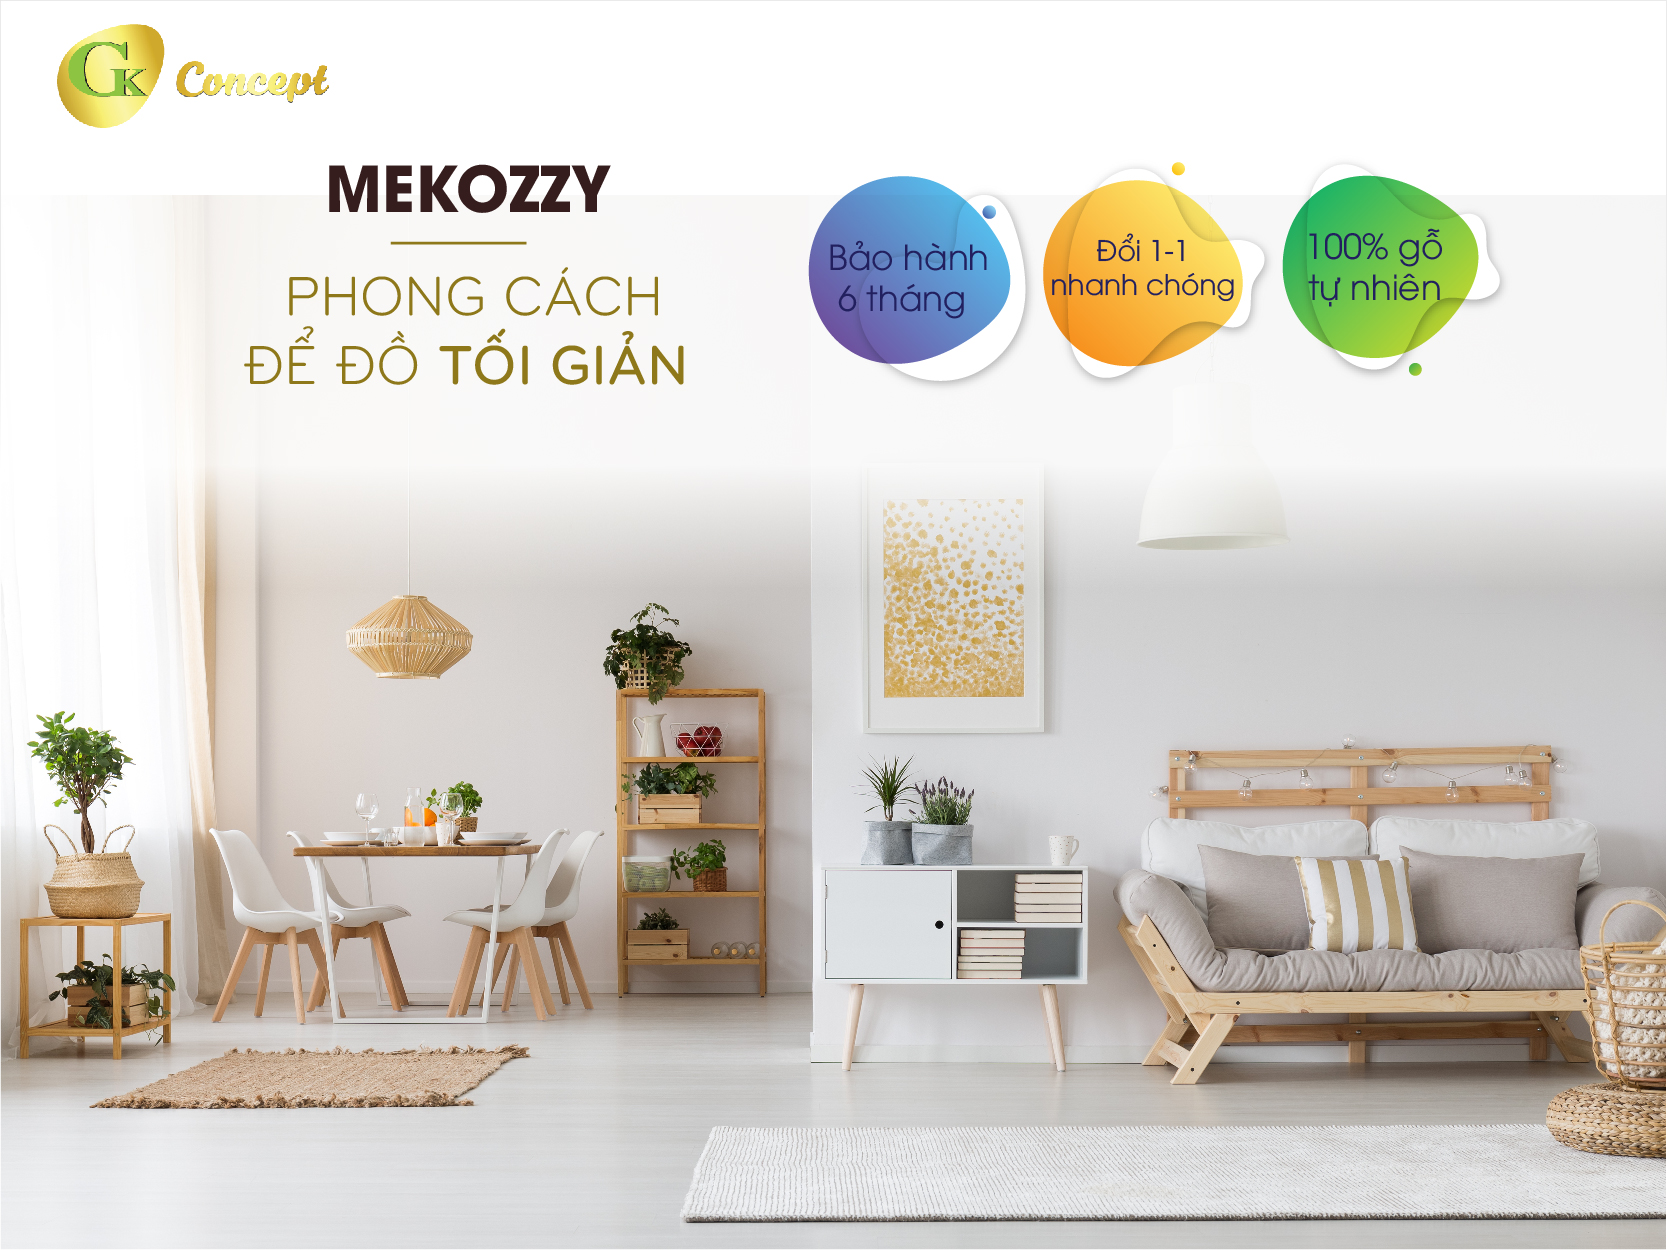 GK Concept
MEKOZZY
PHONG CÁCH
ĐỂ ĐỒ TỐI GIẢN
Bảo hành
6 tháng
Đổi 1-1
nhanh chóng
100% gỗ
tự nhiên